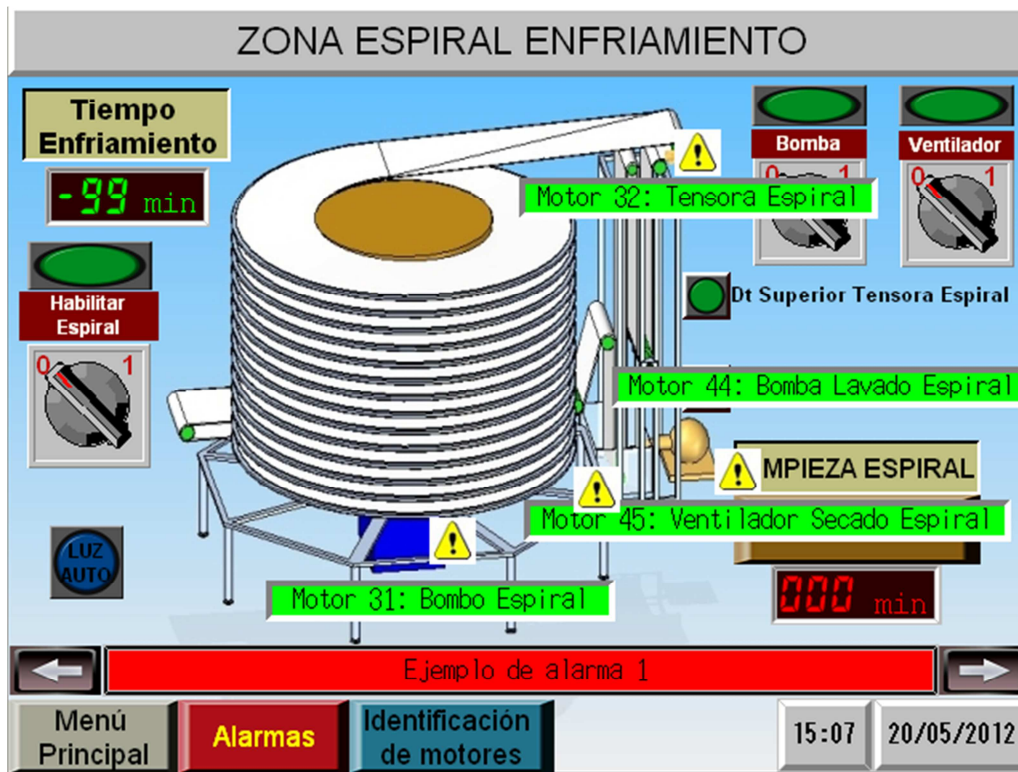 ZONA ESPIRAL ENFRIAMIENTO
Tiempo
Enfriamiento
-99 min
Habilitar
Espiral
0 1
LUZ
AUTO
Bomba
0 1
Ventilador
0 1
Motor 32: Tensora Espiral
Dt Superior Tensora Espiral
Motor 44: Bomba Lavado Espiral
MPIEZA ESPIRAL
Motor 45: Ventilador Secado Espiral
000 min
Motor 31: Bombo Espiral
Ejemplo de alarma 1
Menú
Principal
Alarmas
Identificación
de motores
15:07
20/05/2012